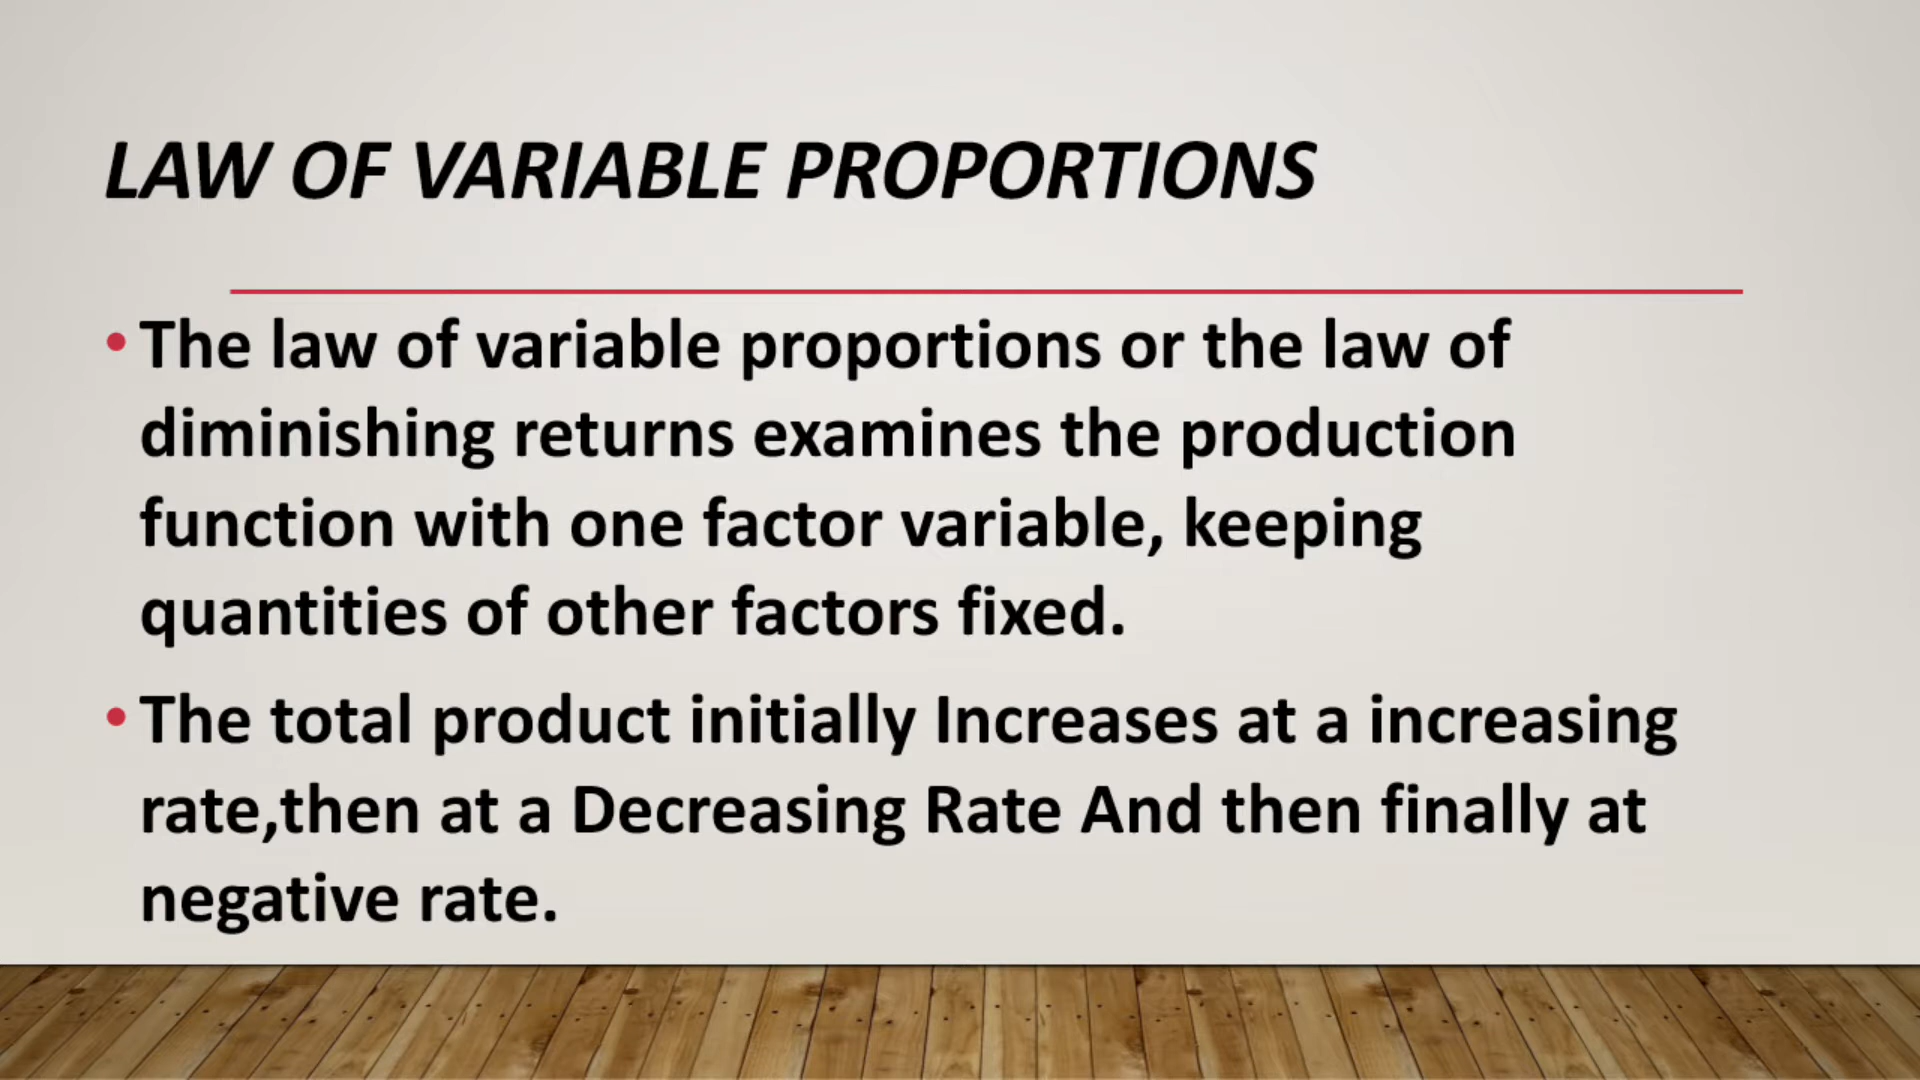 LAW OF VARIABLE PROPORTIONS
• The law of variable proportions or the law of
diminishing returns examines the production
function with one factor variable, keeping
quantities of other factors fixed.
• The total product initially Increases at a increasing
rate,then at a Decreasing Rate And then finally at
negative rate.